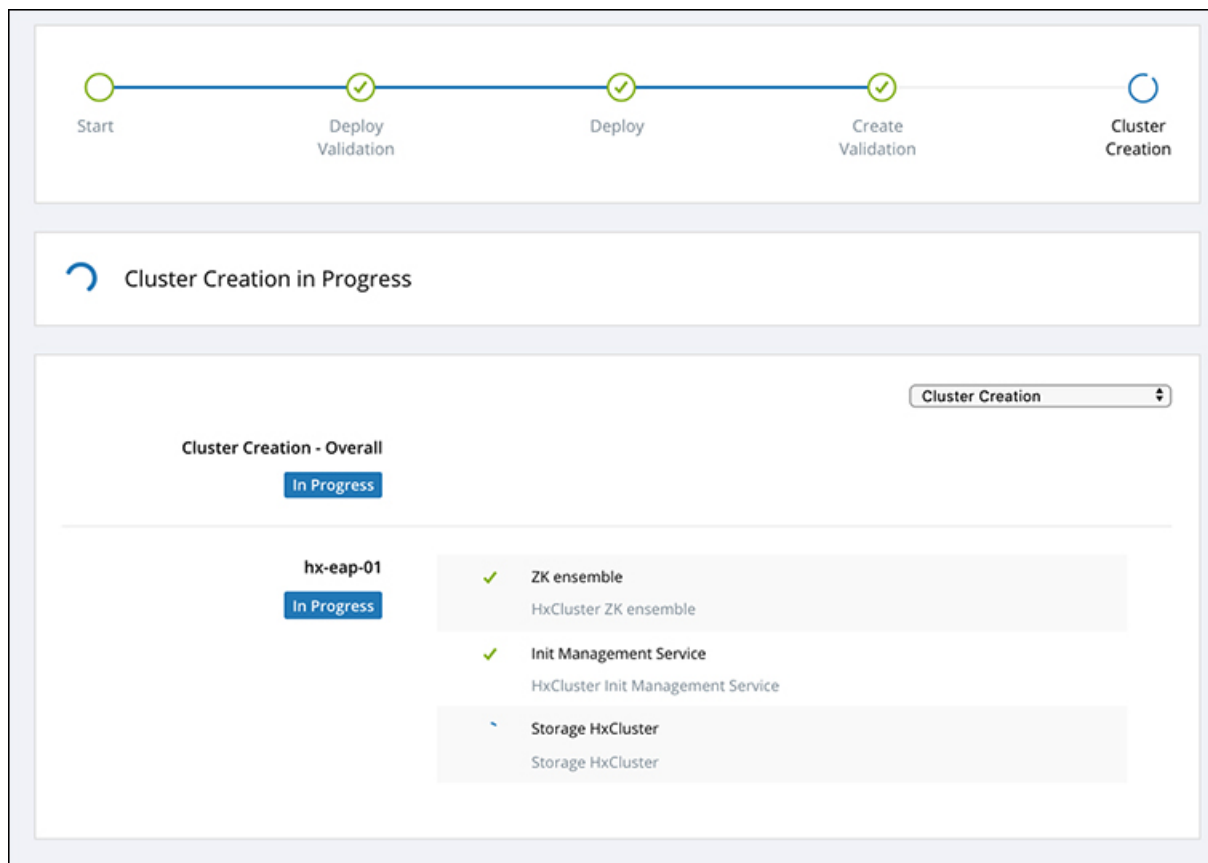 Start
Deploy
Validation
Deploy
Create
Validation
Cluster
Creation
Cluster Creation in Progress
Cluster Creation
Cluster Creation - Overall
In Progress
hx-eap-01
In Progress
ZK ensemble
HxCluster ZK ensemble
Init Management Service
HxCluster Init Management Service
Storage HxCluster
Storage HxCluster